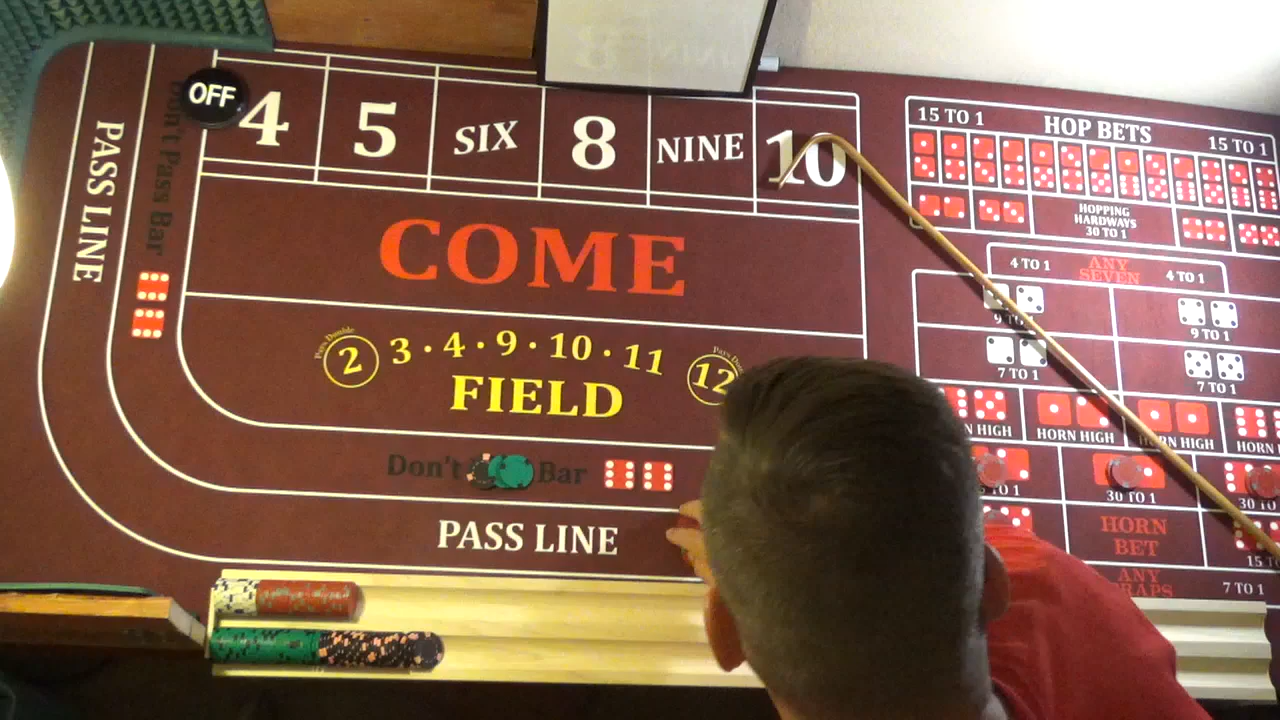 OFF
4
5
SIX
8
NINE
10
15 TO 1
HOP BETS
15 TO 1
HOPPING
HARDWAYS
30 TO 1
PASS LINE
Don't Pass Bar
COME
4 TO 1
ANY
SEVEN
4 TO 1
9 TO 1
7 TO 1
9 TO 1
7 TO 1
Pays Double
2
3 · 4 · 9 · 10 · 11
12
FIELD
HORN HIGH
HORN HIGH
30 TO 1
Don't
Bar
PASS LINE
HORN
BET
7 TO 1